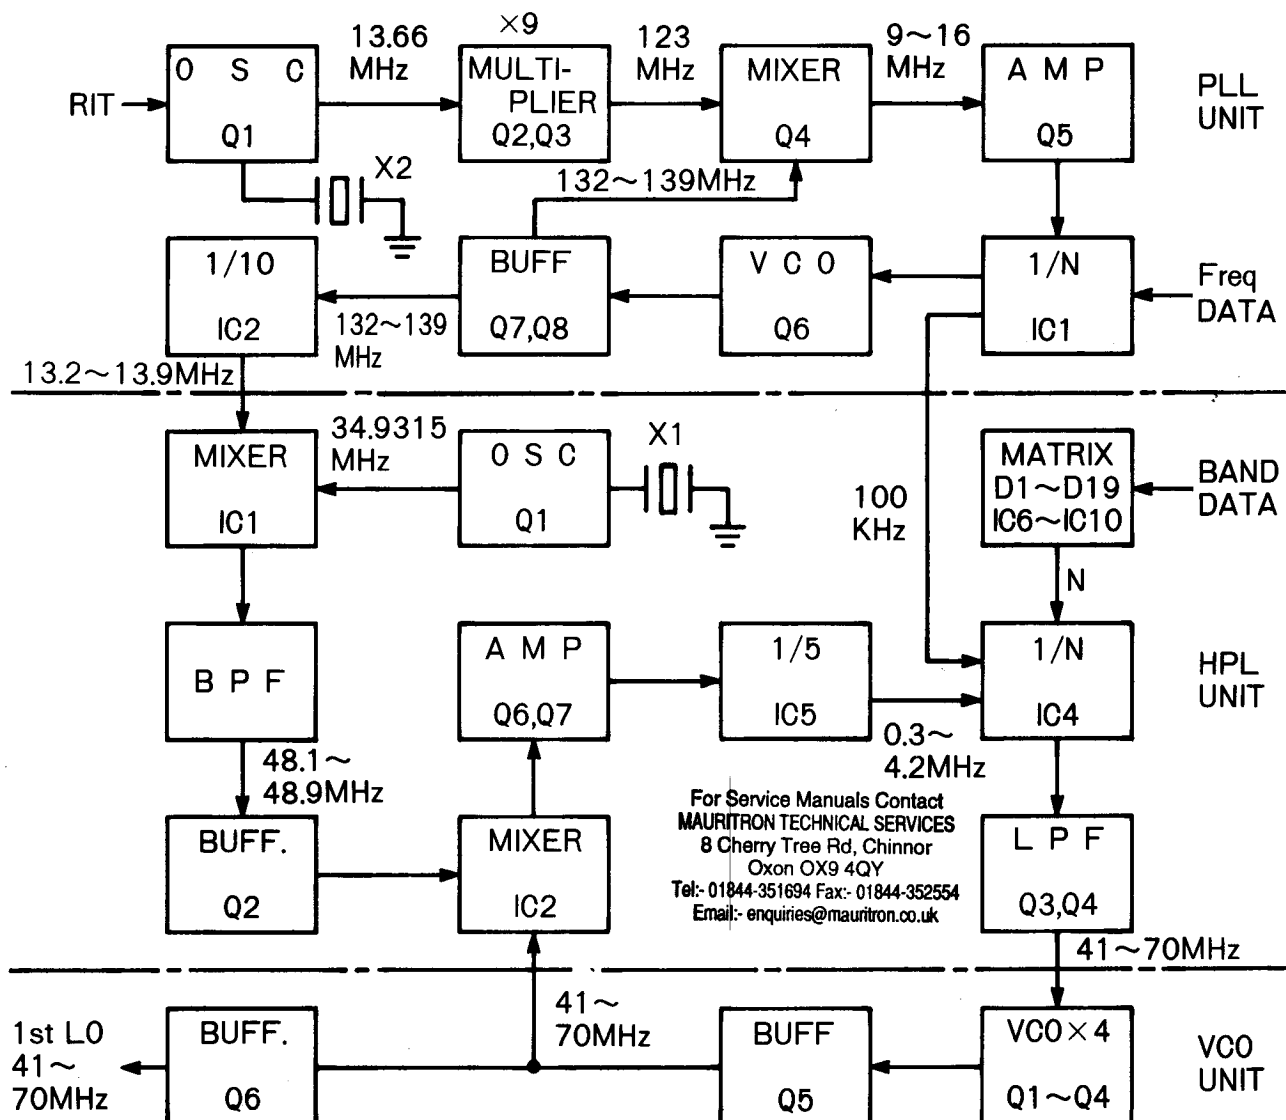 RIT
O S C
Q1
13.66
MHz
×9
MULTI-
PLIER
Q2,Q3
123
MHz
MIXER
Q4
9~16
MHz
A M P
Q5
PLL
UNIT
X2
132~139MHz
1/10
IC2
132~139
MHz
BUFF
Q7,Q8
V C O
Q6
1/N
IC1
Freq
DATA
13.2~13.9MHz
MIXER
IC1
34.9315
MHz
O S C
Q1
X1
100
KHz
MATRIX
D1~D19
IC6~IC10
BAND
DATA
N
B P F
A M P
Q6,Q7
1/5
IC5
1/N
IC4
HPL
UNIT
48.1~
48.9MHz
0.3~
4.2MHz
BUFF.
Q2
MIXER
IC2
For Service Manuals Contact
MAURITRON TECHNICAL SERVICES
8 Cherry Tree Rd, Chinnor
Oxon OX9 4QY
Tel:- 01844-351694 Fax:- 01844-352554
Email:- enquiries@mauritron.co.uk
L P F
Q3,Q4
41~70MHz
1st LO
41~
70MHz
BUFF.
Q6
41~
70MHz
BUFF
Q5
VCO×4
Q1~Q4
VCO
UNIT